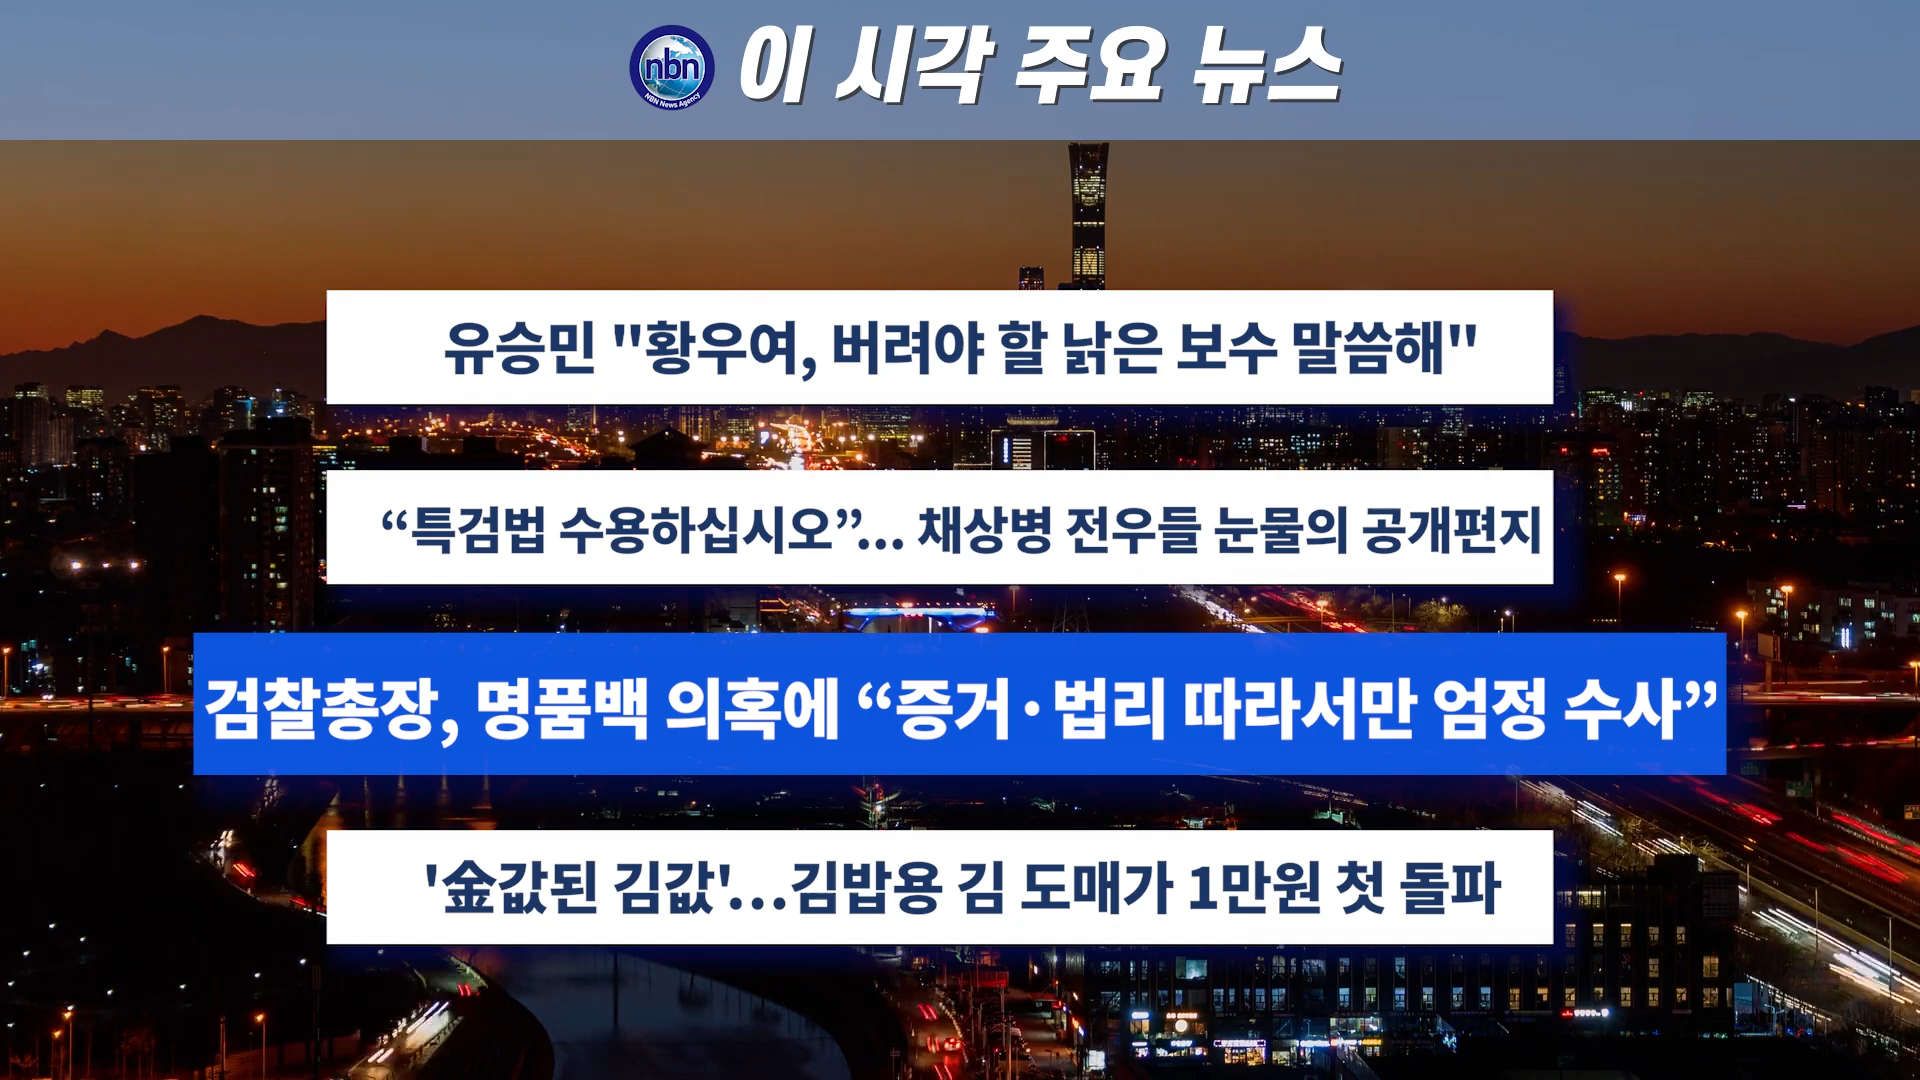 nbn
NBN News Agency
이 시각 주요 뉴스
유승민 "황우여, 버려야 할 낡은 보수 말씀해"
“특검법 수용하십시오”... 채상병 전우들 눈물의 공개편지
검찰총장, 명품백 의혹에 “증거·법리 따라서만 엄정 수사”
'金값된 김값'...김밥용 김 도매가 1만원 첫 돌파